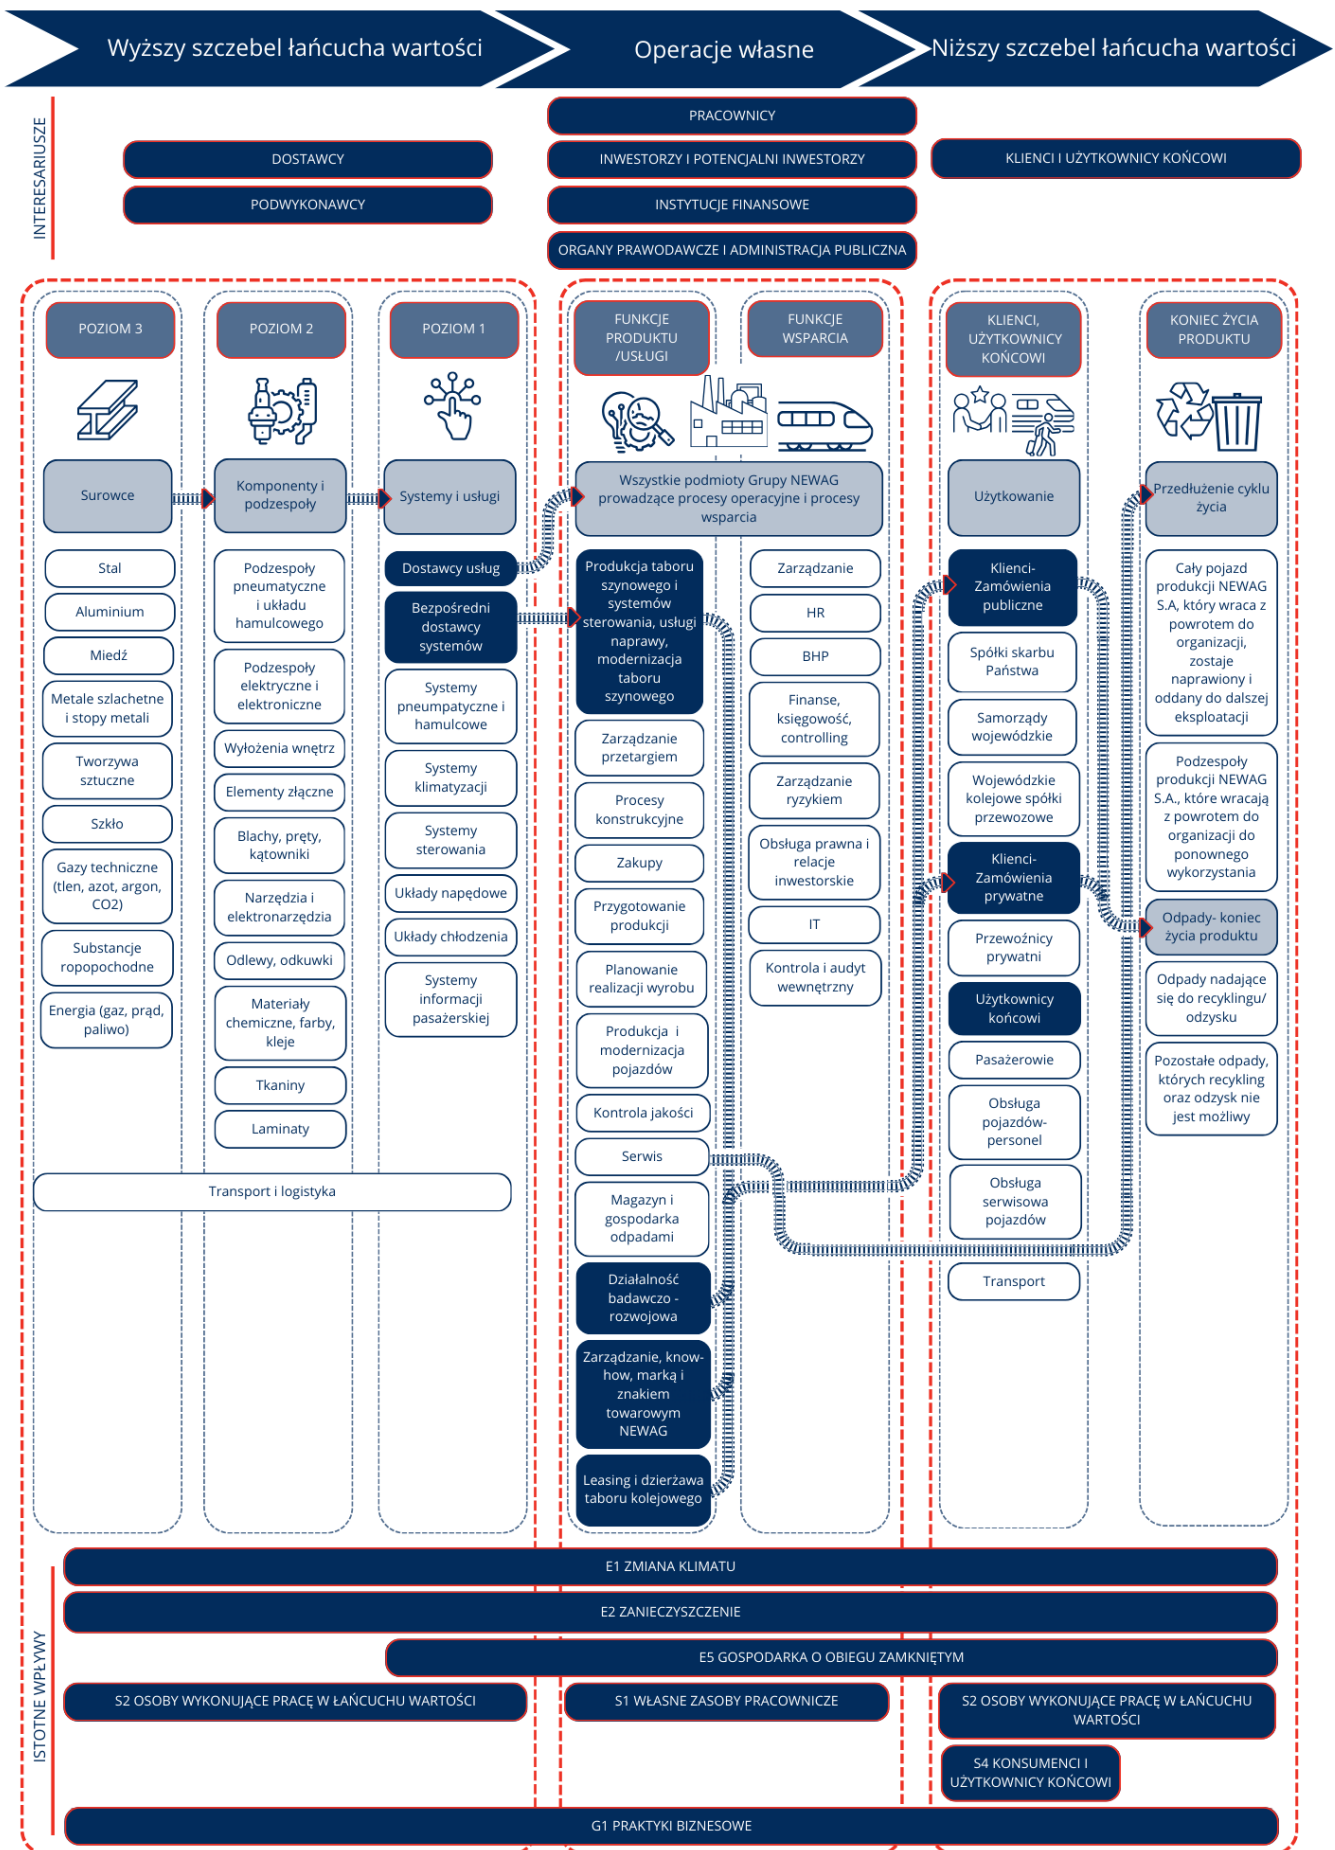 Wyższy szczebel łańcucha wartości
Operacje własne
Niższy szczebel łańcucha wartości
INTERESARIUSZE
DOSTAWCY
PODWYKONAWCY
PRACOWNICY
INWESTORZY I POTENCJALNI INWESTORZY
INSTYTUCJE FINANSOWE
ORGANY PRAWODAWCZE I ADMINISTRACJA PUBLICZNA
KLIENCI I UŻYTKOWNICY KOŃCOWI
POZIOM 3
Surowce
Stal
Aluminium
Miedź
Metale szlachetne
i stopy metali
Tworzywa
sztuczne
Szkło
Gazy techniczne
(tlen, azot, argon,
CO2)
Substancje
ropopochodne
Energia (gaz, prąd,
paliwo)
POZIOM 2
Komponenty i
podzespoły
Podzespoły
pneumatyczne
i układu
hamulcowego
Podzespoły
elektryczne i
elektroniczne
Wyłożenia wnętrz
Elementy złączne
Blachy, pręty,
kątowniki
Narzędzia i
elektronarzędzia
Odlewy, odkuwki
Materiały
chemiczne, farby,
kleje
Tkaniny
Laminaty
POZIOM 1
Systemy i usługi
Dostawcy usług
Bezpośredni
dostawcy
systemów
Systemy
pneumpatyczne i
hamulcowe
Systemy
klimatyzacji
Systemy
sterowania
Układy napędowe
Układy chłodzenia
Systemy
informacji
pasażerskiej
Transport i logistyka
FUNKCJE
PRODUKTU
/USŁUGI
FUNKCJE
WSPARCIA
Wszystkie podmioty Grupy NEWAG
prowadzące procesy operacyjne i procesy
wsparcia
Produkcja taboru
szynowego i
systemów
sterowania, usługi
naprawy,
modernizacja
taboru
szynowego
Zarządzanie
przetargiem
Procesy
konstrukcyjne
Zakupy
Przygotowanie
produkcji
Planowanie
realizacji wyrobu
Produkcja i
modernizacja
pojazdów
Kontrola jakości
Serwis
Magazyn i
gospodarka
odpadami
Działalność
badawczo -
rozwojowa
Zarządzanie, know-
how, marką i
znakiem
towarowym
NEWAG
Leasing i dzierżawa
taboru kolejowego
Zarządzanie
HR
BHP
Finanse,
księgowość,
controlling
Zarządzanie
ryzykiem
Obsługa prawna i
relacje
inwestorskie
IT
Kontrola i audyt
wewnętrzny
KLIENCI,
UŻYTKOWNICY
KOŃCOWI
Użytkowanie
Klienci-
Zamówienia
publiczne
Spółki skarbu
Państwa
Samorządy
wojewódzkie
Wojewódzkie
kolejowe spółki
przewozowe
Klienci-
Zamówienia
prywatne
Przewoźnicy
prywatni
Użytkownicy
końcowi
Pasażerowie
Obsługa
pojazdów-
personel
Obsługa
serwisowa
pojazdów
Transport
KONIEC ŻYCIA
PRODUKTU
Przedłużenie cyklu
życia
Cały pojazd
produkcji NEWAG
S.A, który wraca z
powrotem do
organizacji,
zostaje
naprawiony i
oddany do dalszej
eksploatacji
Podzespoły
produkcji NEWAG
S.A., które wracają
z powrotem do
organizacji do
ponownego
wykorzystania
Odpady- koniec
życia produktu
Odpady nadające
się do recyklingu/
odzysku
Pozostałe odpady,
których recykling
oraz odzysk nie
jest możliwy
ISTOTNE WPŁYWY
E1 ZMIANA KLIMATU
E2 ZANIECZYSZCZENIE
E5 GOSPODARKA O OBIEGU ZAMKNIĘTYM
S2 OSOBY WYKONUJĄCE PRACĘ W ŁAŃCUCHU WARTOŚCI
S1 WŁASNE ZASOBY PRACOWNICZE
S2 OSOBY WYKONUJĄCE PRACĘ W ŁAŃCUCHU
WARTOŚCI
S4 KONSUMENCI I
UŻYTKOWNICY KOŃCOWI
G1 PRAKTYKI BIZNESOWE